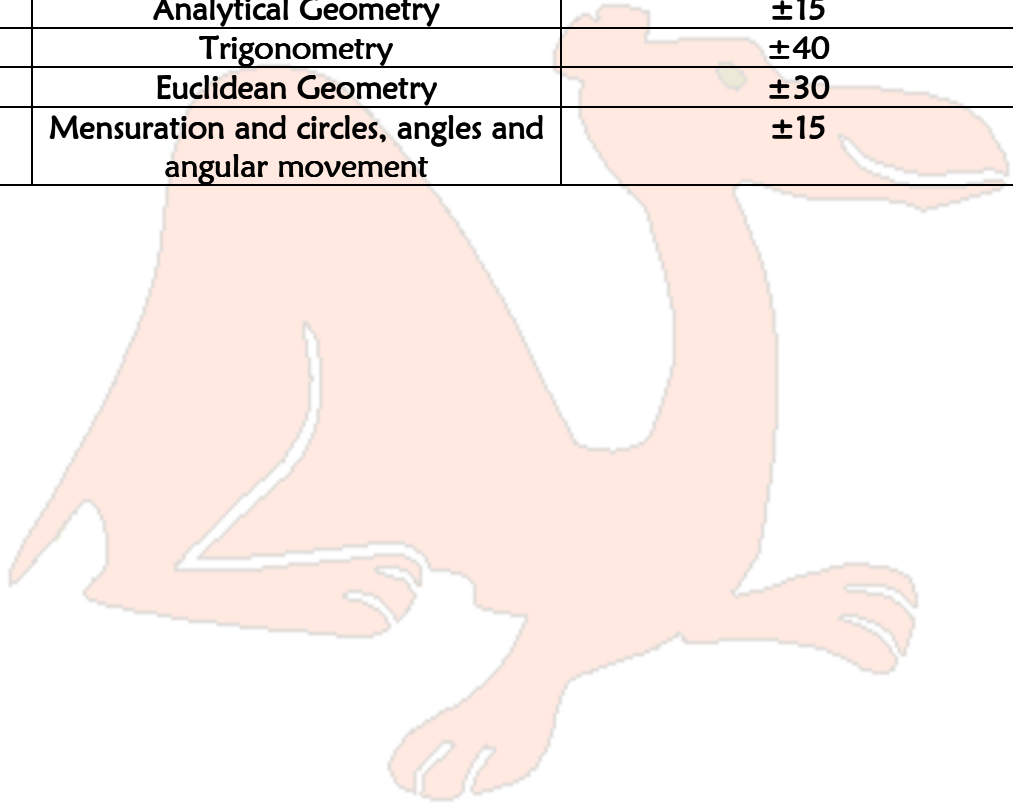 Analytical Geometry ±15
Trigonometry ±40
Euclidean Geometry ±30
Mensuration and circles, angles and ±15
angular movement